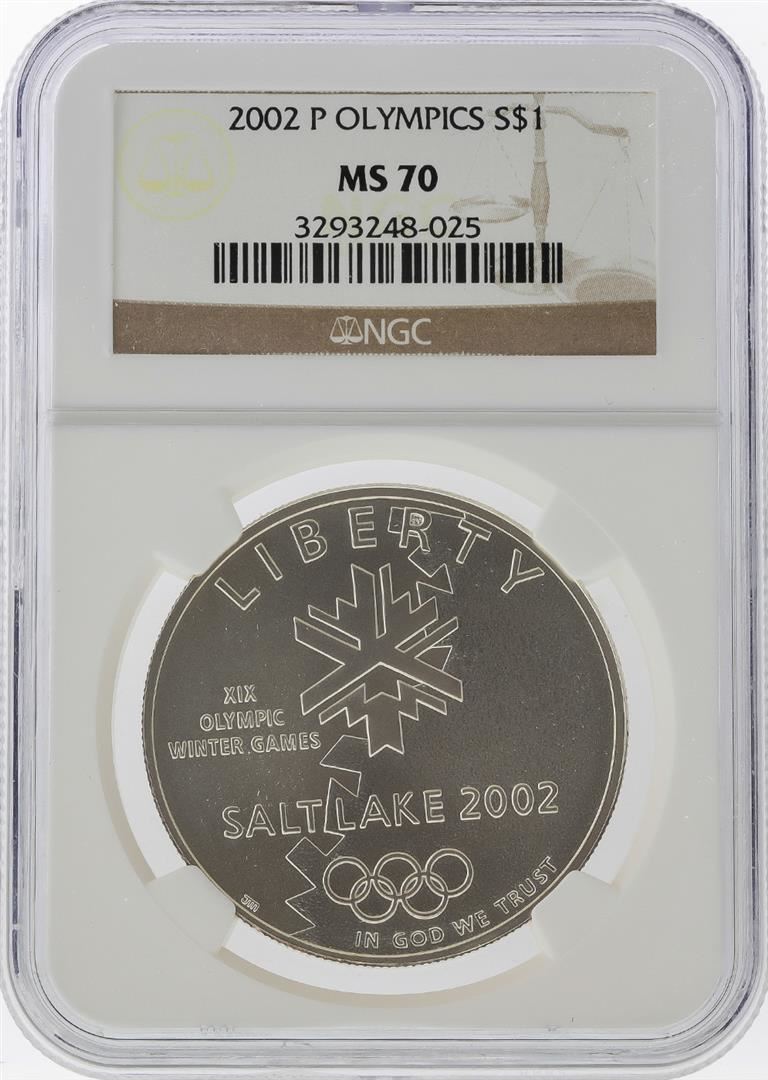 2002 P OLYMPICS S$1
MS 70
NGC
3293248-025
NGC
LIBERTY
XIX
OLYMPIC
WINTER GAMES
SALT LAKE 2002
IN GOD WE TRUST